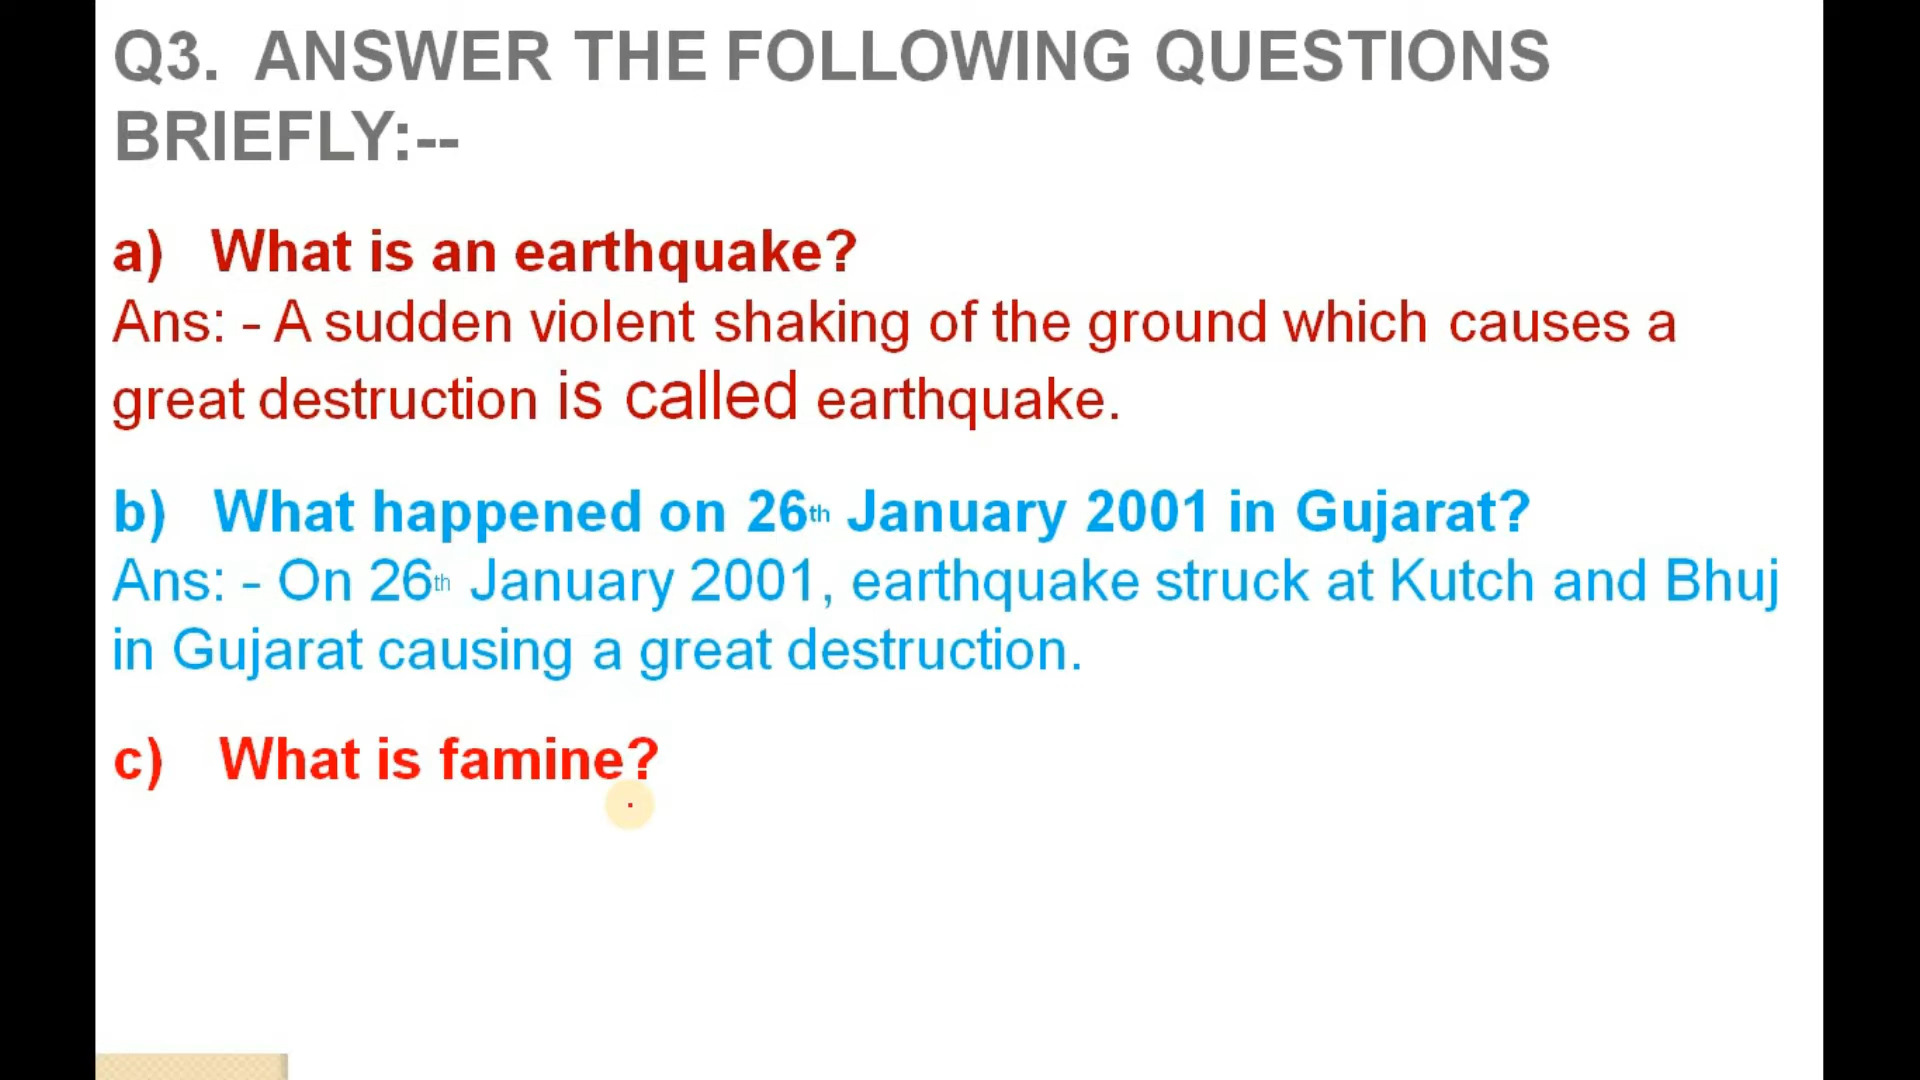 Q3. ANSWER THE FOLLOWING QUESTIONS
BRIEFLY:--
a) What is an earthquake?
Ans: - A sudden violent shaking of the ground which causes a
great destruction is called earthquake.
b) What happened on 26th January 2001 in Gujarat?
Ans: - On 26th January 2001, earthquake struck at Kutch and Bhuj
in Gujarat causing a great destruction.
c) What is famine?